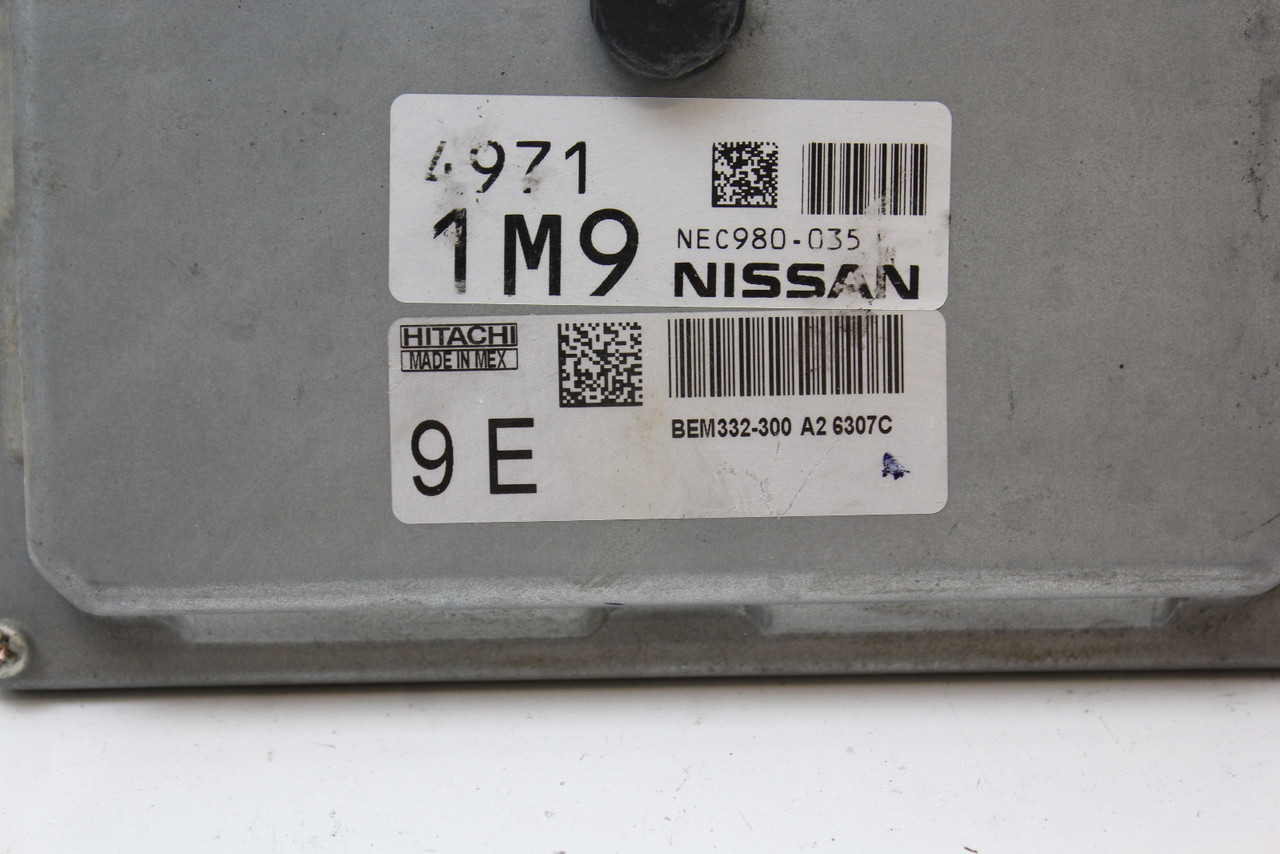 4971
1M9
NEC980-035
NISSAN
HITACHI
MADE IN MEX
9 E
BEM332-300 A2 6307C